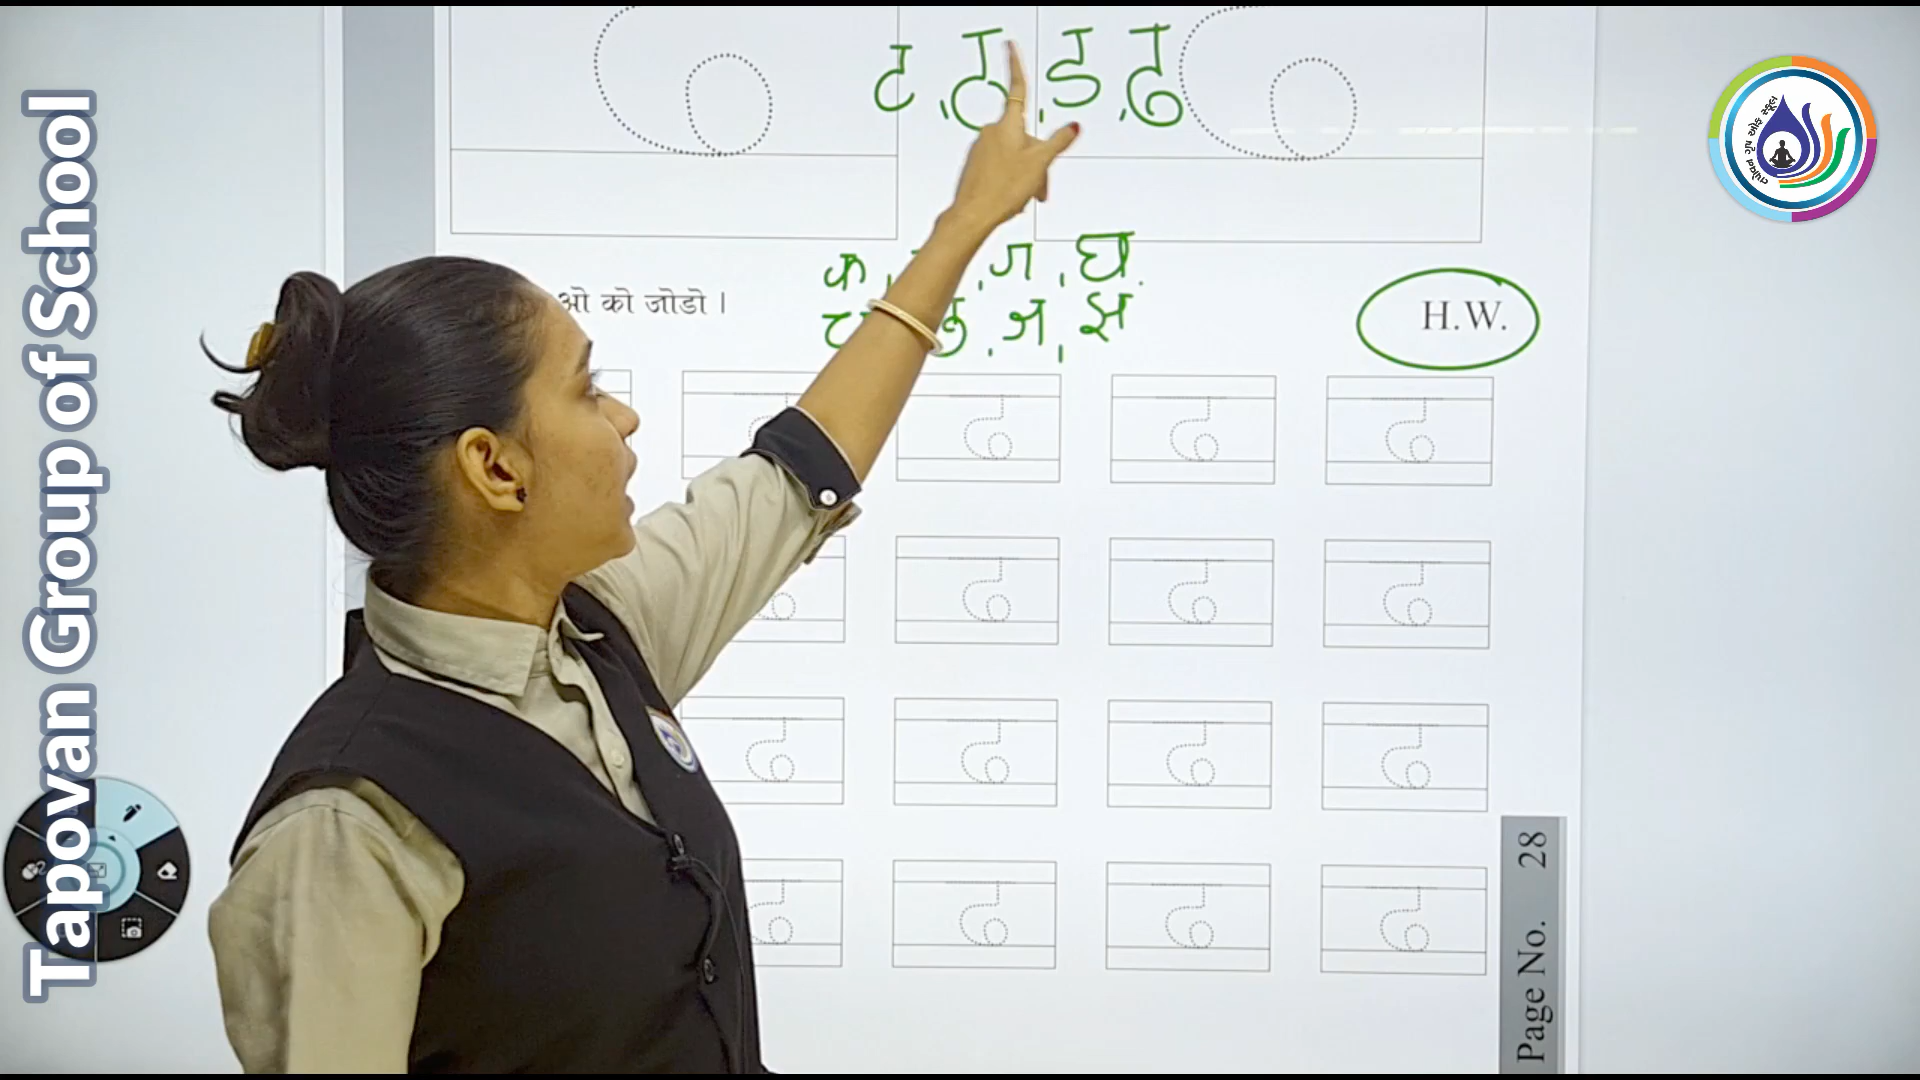 Tapovan Group of School
ट, ठ, ड, ढ
क, ग, घ
च, छ, ज, झ
ओ को जोडो ।
H.W.
ढ ढ ढ ढ
ढ ढ ढ ढ
ढ ढ ढ ढ
ढ ढ ढ ढ
Page No. 28